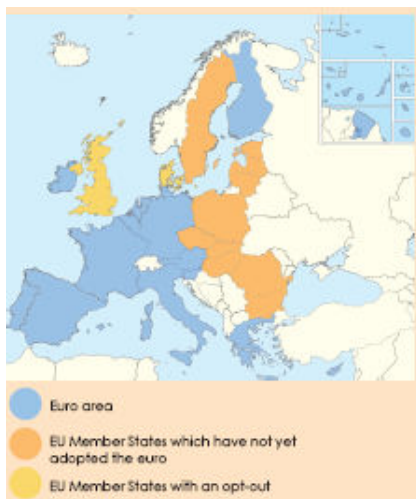 Euro area
EU Member States which have not yet
adopted the euro
EU Member States with an opt-out